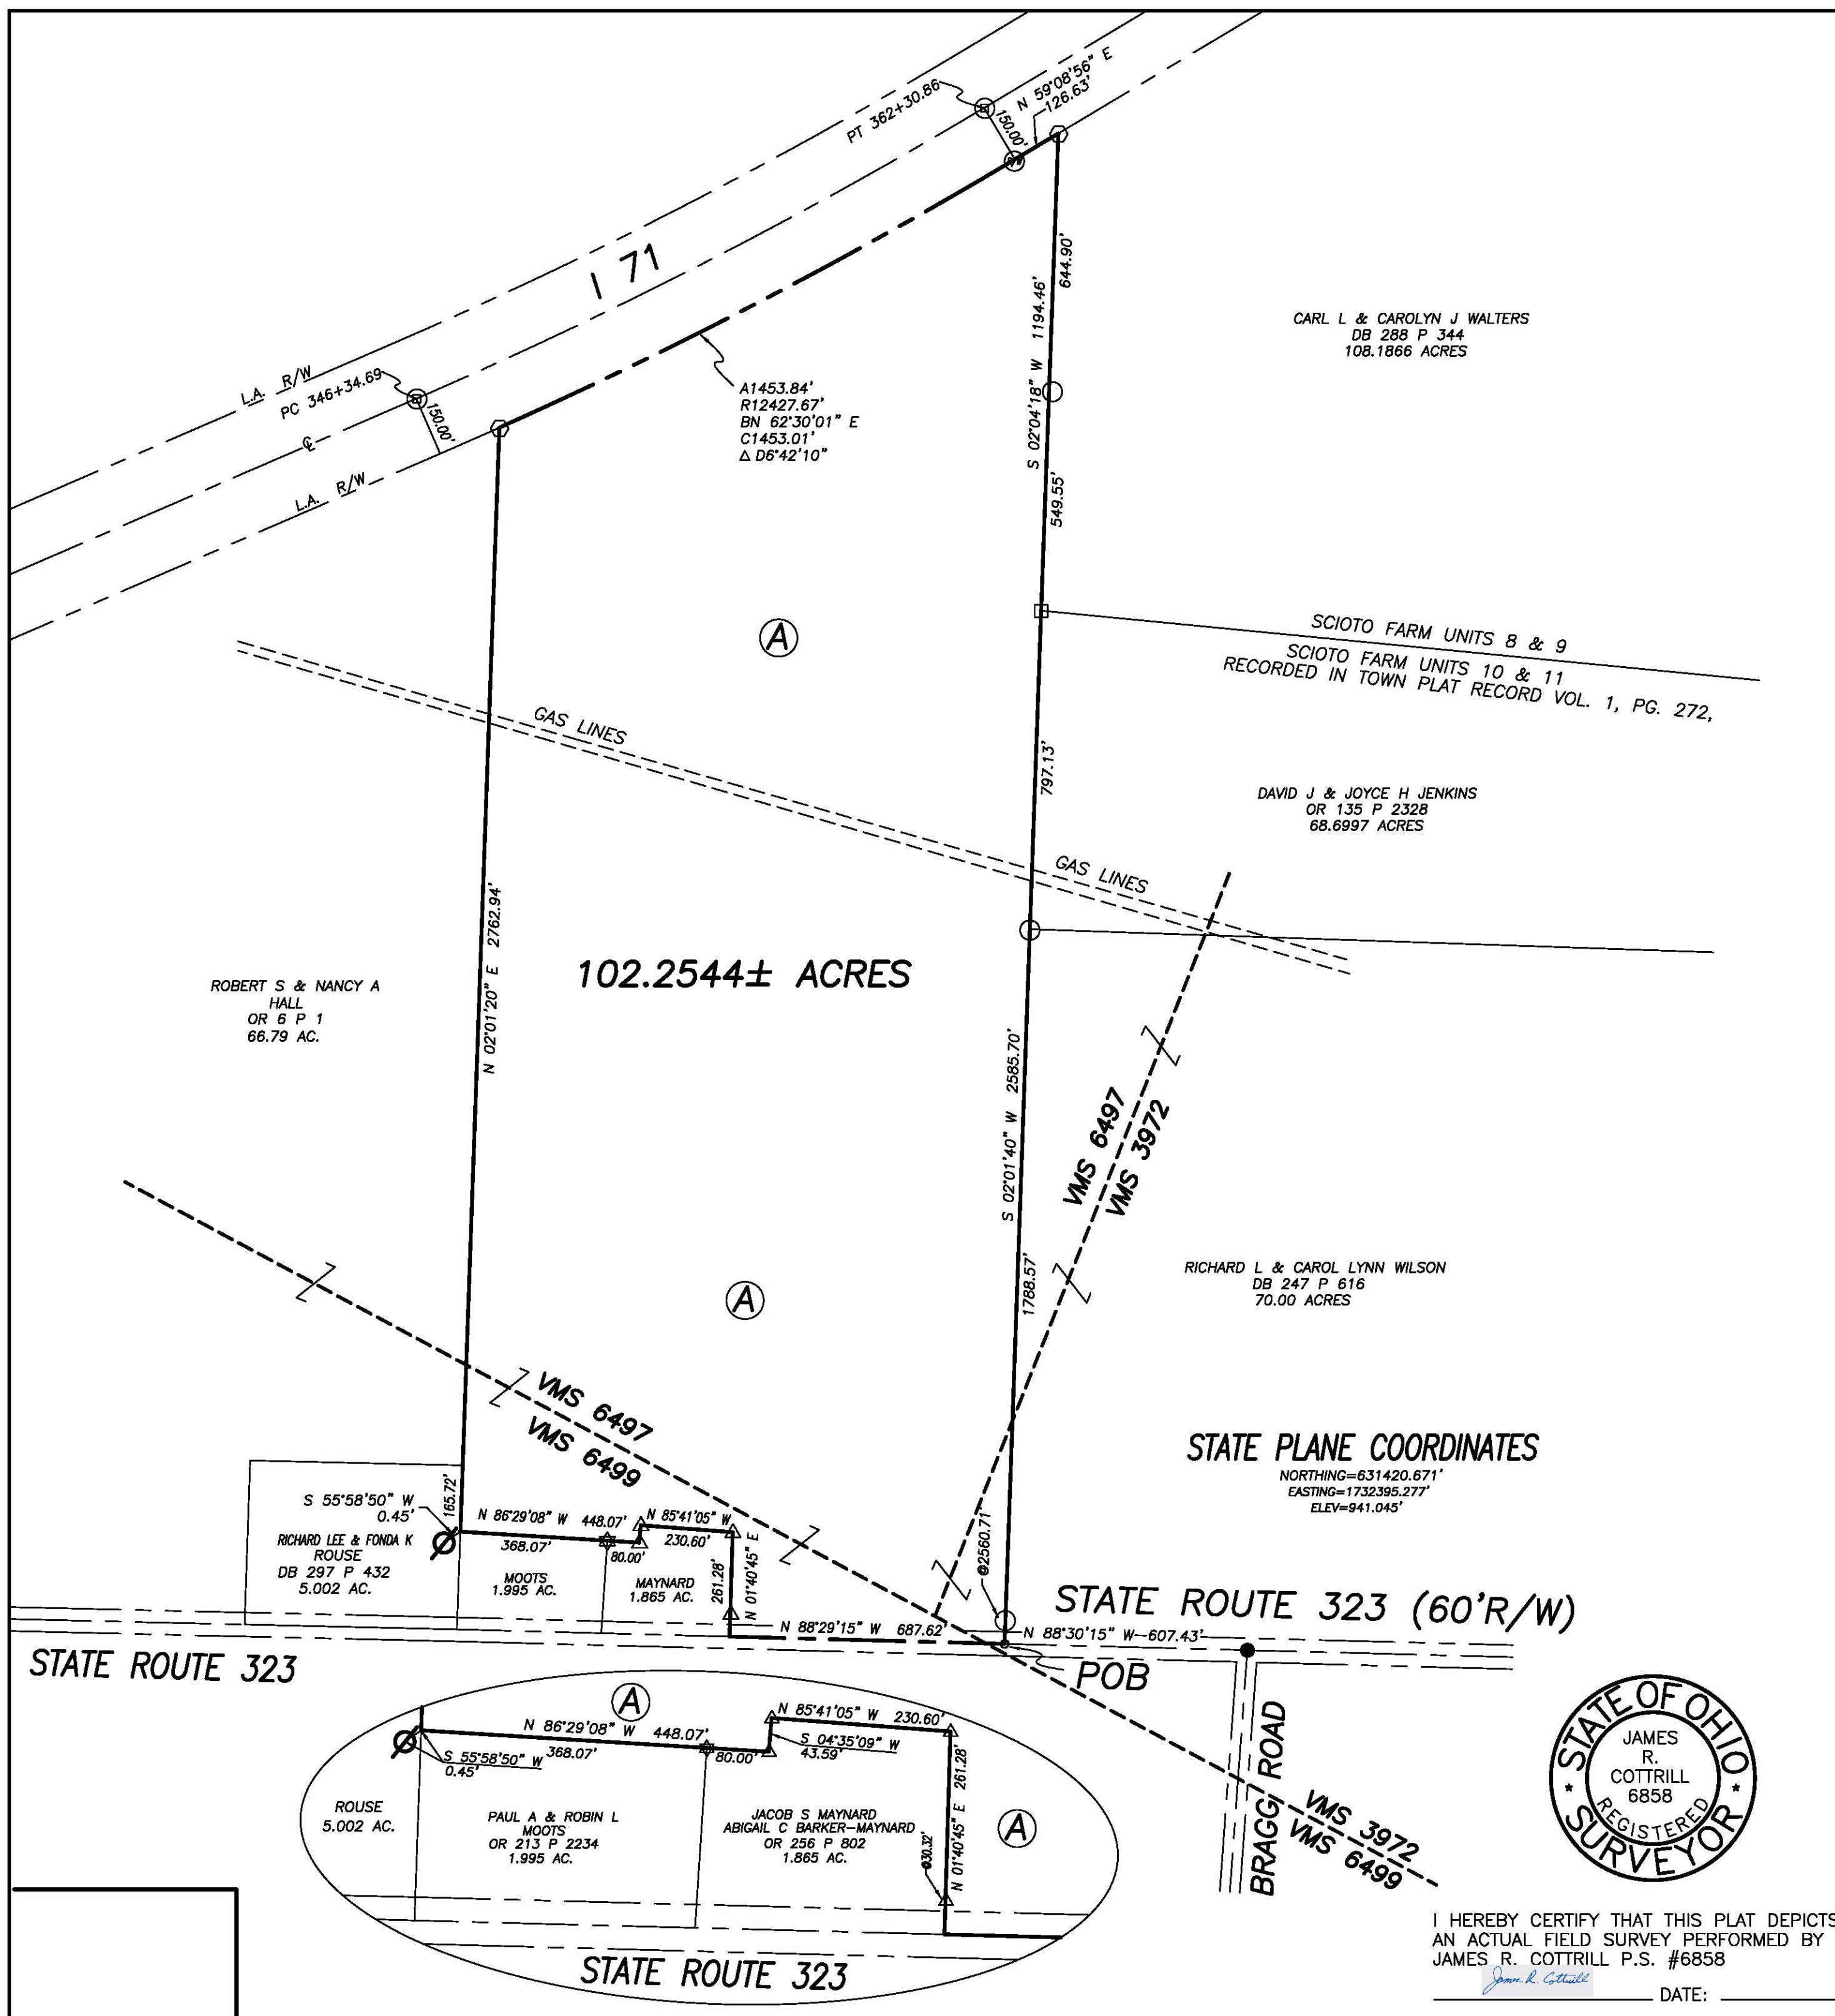 PT 362+30.86
150.00'
N 59°08'56" E
126.63'
I 71
L.A. R/W
PC 346+34.69
150.00'
℄
L.A. R/W
A1453.84'
R12427.67'
BN 62°30'01" E
C1453.01'
Δ D6°42'10"
644.90'
S 02°04'18" W 1194.46'
549.55'
CARL L & CAROLYN J WALTERS
DB 288 P 344
108.1866 ACRES
A
SCIOTO FARM UNITS 8 & 9
SCIOTO FARM UNITS 10 & 11
RECORDED IN TOWN PLAT RECORD VOL. 1, PG. 272,
GAS LINES
797.13'
DAVID J & JOYCE H JENKINS
OR 135 P 2328
68.6997 ACRES
GAS LINES
N 02°01'20" E 2762.94'
102.2544± ACRES
ROBERT S & NANCY A
HALL
OR 6 P 1
66.79 AC.
S 02°01'40" W 2585.70'
VMS 6497
VMS 3972
1788.57'
RICHARD L & CAROL LYNN WILSON
DB 247 P 616
70.00 ACRES
A
VMS 6497
VMS 6499
STATE PLANE COORDINATES
NORTHING=631420.671'
EASTING=1732395.277'
ELEV=941.045'
165.72'
S 55°58'50" W
0.45'
RICHARD LEE & FONDA K
ROUSE
DB 297 P 432
5.002 AC.
N 86°29'08" W 448.07'
368.07'
80.00'
N 85°41'05" W
230.60'
MOOTS
1.995 AC.
MAYNARD
1.865 AC.
261.28'
N 01°40'45" E
@2560.71'
STATE ROUTE 323 (60'R/W)
N 88°29'15" W 687.62'
N 88°30'15" W-607.43'
STATE ROUTE 323
POB
BRAGG ROAD
VMS 3972
VMS 6499
A
N 86°29'08" W 448.07'
368.07'
80.00'
N 85°41'05" W 230.60'
S 04°35'09" W
43.59'
S 55°58'50" W
0.45'
ROUSE
5.002 AC.
PAUL A & ROBIN L
MOOTS
OR 213 P 2234
1.995 AC.
JACOB S MAYNARD
ABIGAIL C BARKER-MAYNARD
OR 256 P 802
1.865 AC.
N 01°40'45" E 261.28'
@30.32'
A
STATE ROUTE 323
STATE OF OHIO
JAMES
R.
COTTRILL
6858
REGISTERED
SURVEYOR
I HEREBY CERTIFY THAT THIS PLAT DEPICTS
AN ACTUAL FIELD SURVEY PERFORMED BY
JAMES R. COTTRILL P.S. #6858
James R. Cottrill
DATE: